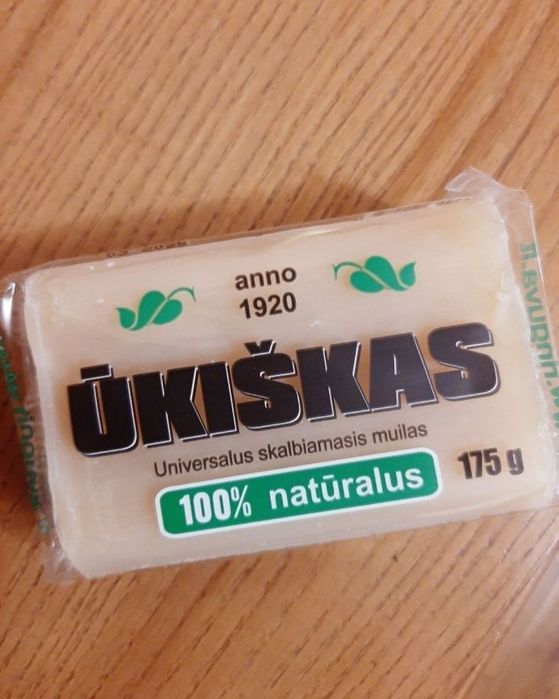 anno
1920
ŪKIŠKAS
Universalus skalbiamasis muilas
100% natūralus
175 g